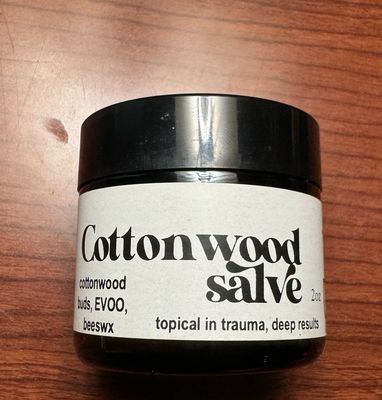 Cottonwood
salve
2oz
cottonwood
buds, EVOO,
beeswx
topical in trauma, deep results